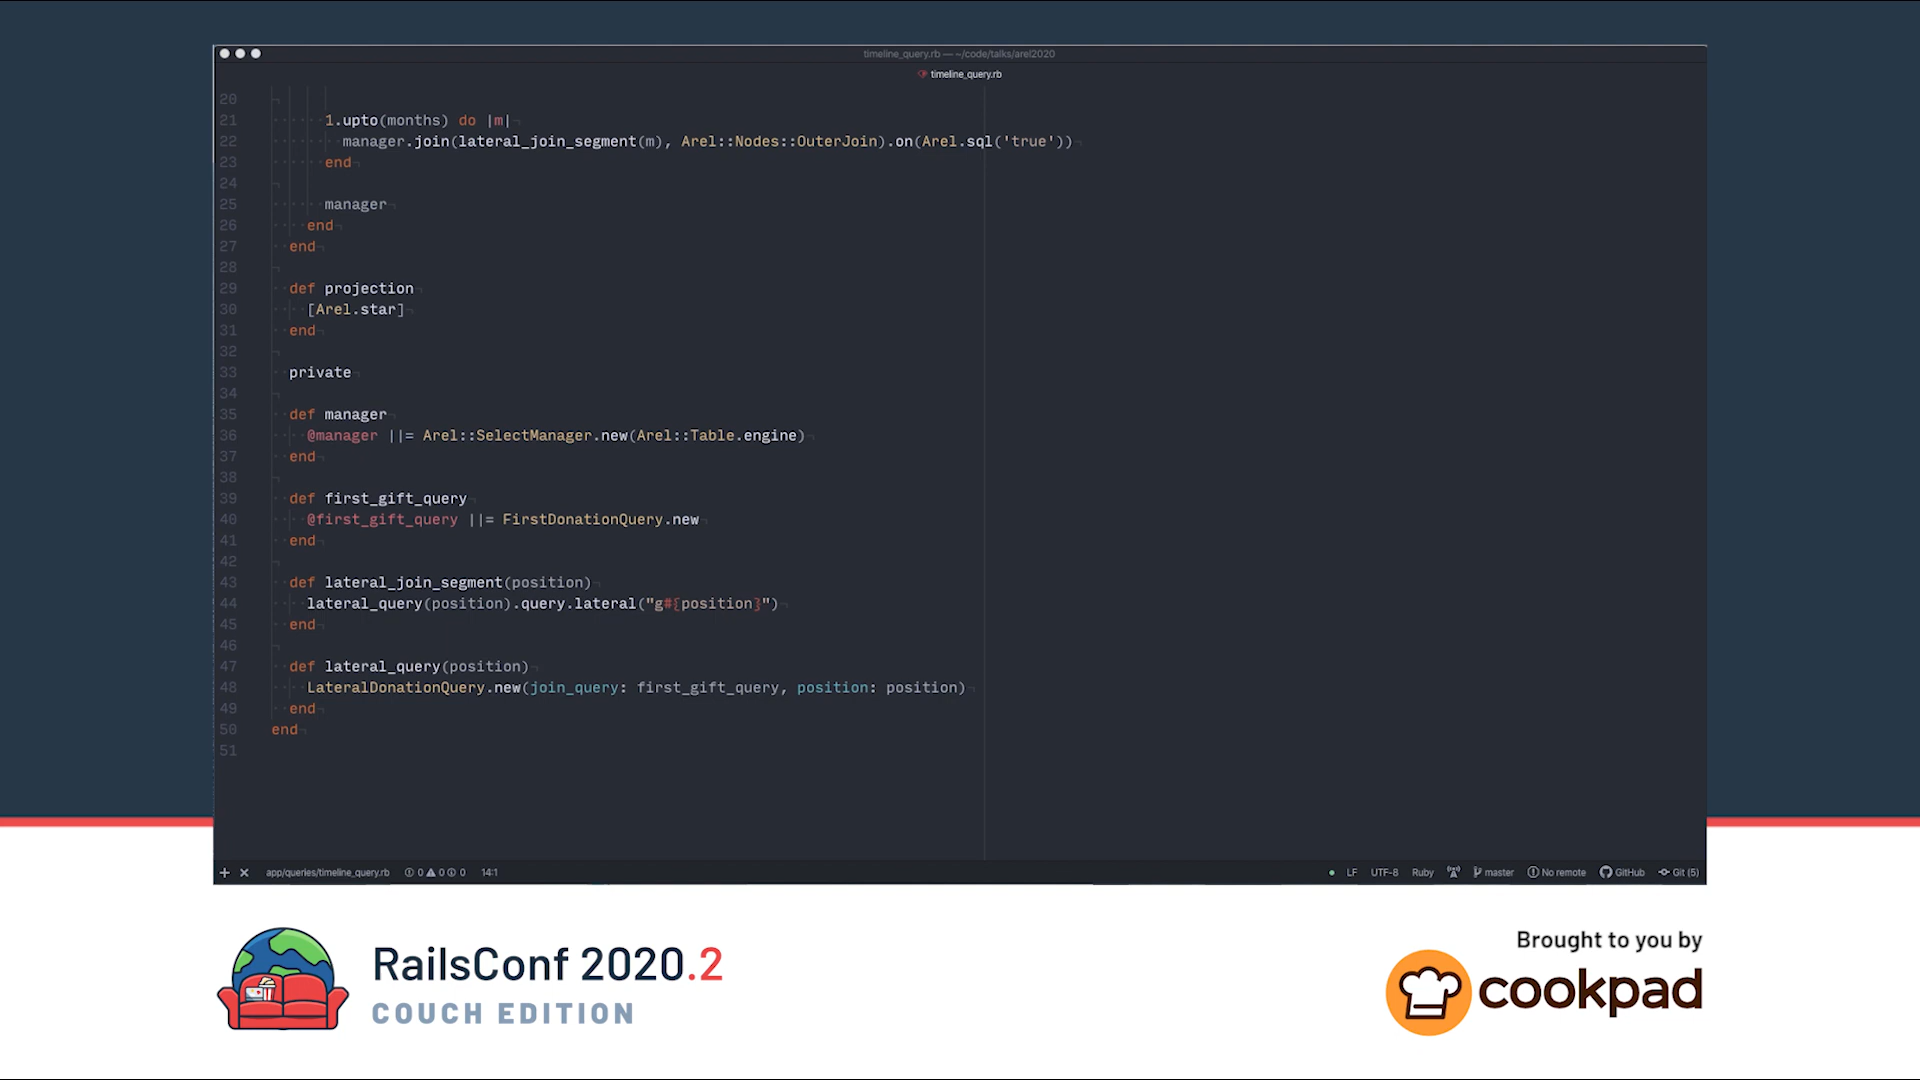 timeline_query.rb — ~/code/talks/arel2020
timeline_query.rb
20
21 1.upto(months) do |m|
22 manager.join(lateral_join_segment(m), Arel::Nodes::OuterJoin).on(Arel.sql('true'))
23 end
24
25 manager
26 end
27 end
28
29 def projection
30 [Arel.star]
31 end
32
33 private
34
35 def manager
36 @manager ||= Arel::SelectManager.new(Arel::Table.engine)
37 end
38
39 def first_gift_query
40 @first_gift_query ||= FirstDonationQuery.new
41 end
42
43 def lateral_join_segment(position)
44 lateral_query(position).query.lateral("g#{position}")
45 end
46
47 def lateral_query(position)
48 LateralDonationQuery.new(join_query: first_gift_query, position: position)
49 end
50 end
51
app/queries/timeline_query.rb 0 0 0 14:1 LF UTF-8 Ruby master No remote GitHub Git (5)
RailsConf 2020.2
COUCH EDITION
Brought to you by
cookpad